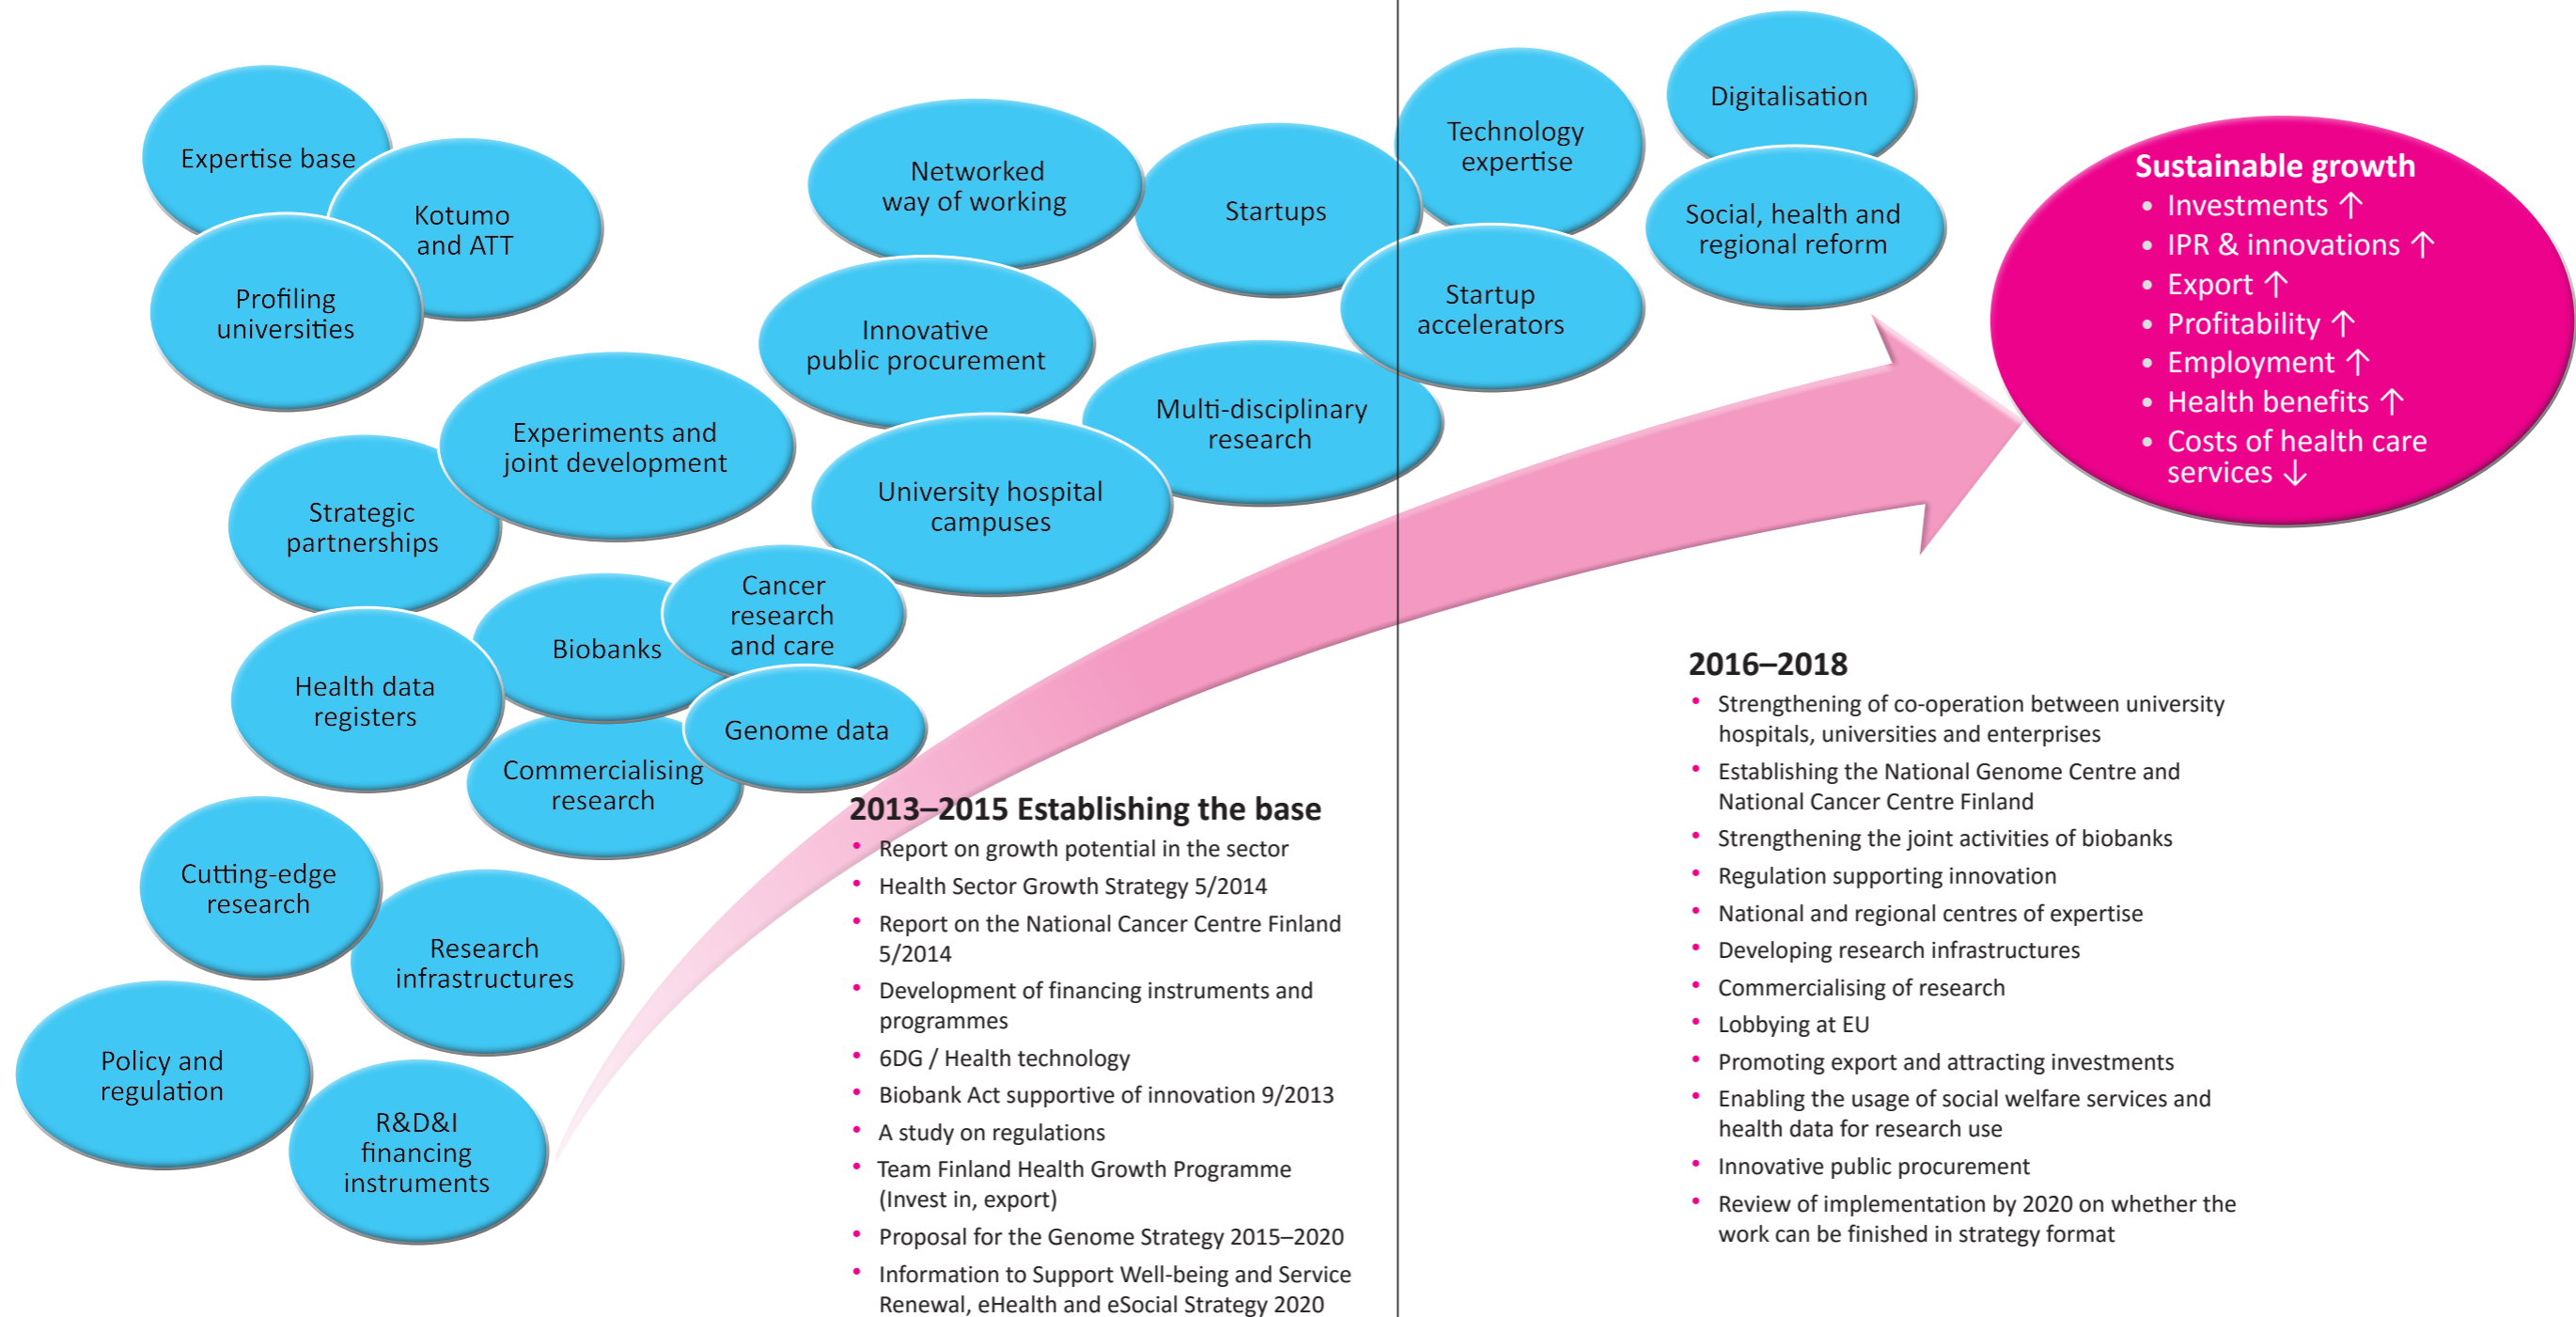 Expertise base
Kotumo
and ATT
Profiling
universities
Experiments and
joint development
Strategic
partnerships
Health data
registers
Biobanks
Cancer
research
and care
Genome data
Commercialising
research
Cutting-edge
research
Research
infrastructures
Policy and
regulation
R&D&I
financing
instruments
Networked
way of working
Startups
Innovative
public procurement
Multi-disciplinary
research
University hospital
campuses
Technology
expertise
Startup
accelerators
Digitalisation
Social, health and
regional reform
Sustainable growth
• Investments ↑
• IPR & innovations ↑
• Export ↑
• Profitability ↑
• Employment ↑
• Health benefits ↑
• Costs of health care
services ↓
2013–2015 Establishing the base
• Report on growth potential in the sector
• Health Sector Growth Strategy 5/2014
• Report on the National Cancer Centre Finland
5/2014
• Development of financing instruments and
programmes
• 6DG / Health technology
• Biobank Act supportive of innovation 9/2013
• A study on regulations
• Team Finland Health Growth Programme
(Invest in, export)
• Proposal for the Genome Strategy 2015–2020
• Information to Support Well-being and Service
Renewal, eHealth and eSocial Strategy 2020
2016–2018
• Strengthening of co-operation between university
hospitals, universities and enterprises
• Establishing the National Genome Centre and
National Cancer Centre Finland
• Strengthening the joint activities of biobanks
• Regulation supporting innovation
• National and regional centres of expertise
• Developing research infrastructures
• Commercialising of research
• Lobbying at EU
• Promoting export and attracting investments
• Enabling the usage of social welfare services and
health data for research use
• Innovative public procurement
• Review of implementation by 2020 on whether the
work can be finished in strategy format